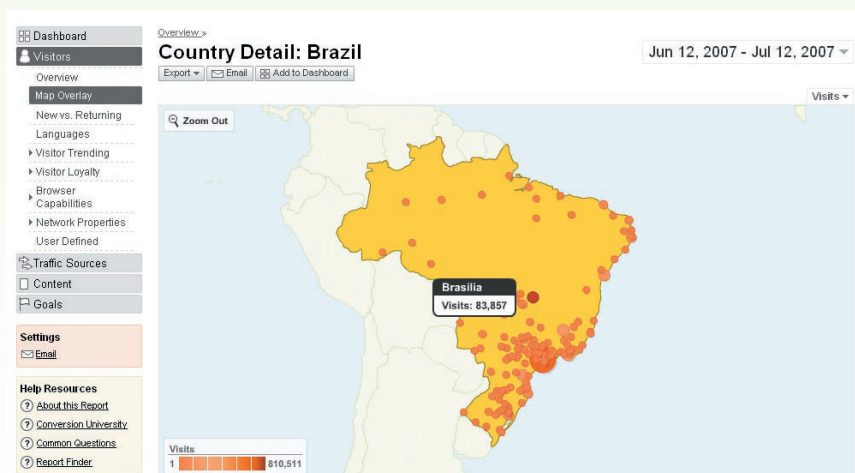 Dashboard
Visitors
Overview
Map Overlay
New vs. Returning
Languages
Visitor Trending
Visitor Loyalty
Browser
Capabilities
Network Properties
User Defined
Traffic Sources
Content
Goals
Settings
Email
Help Resources
About this Report
Conversion University
Common Questions
Report Finder
Overview »
Country Detail: Brazil
Jun 12, 2007 - Jul 12, 2007
Export Email Add to Dashboard
Visits
Zoom Out
Brasilia
Visits: 83,857
Visits
1 810,511